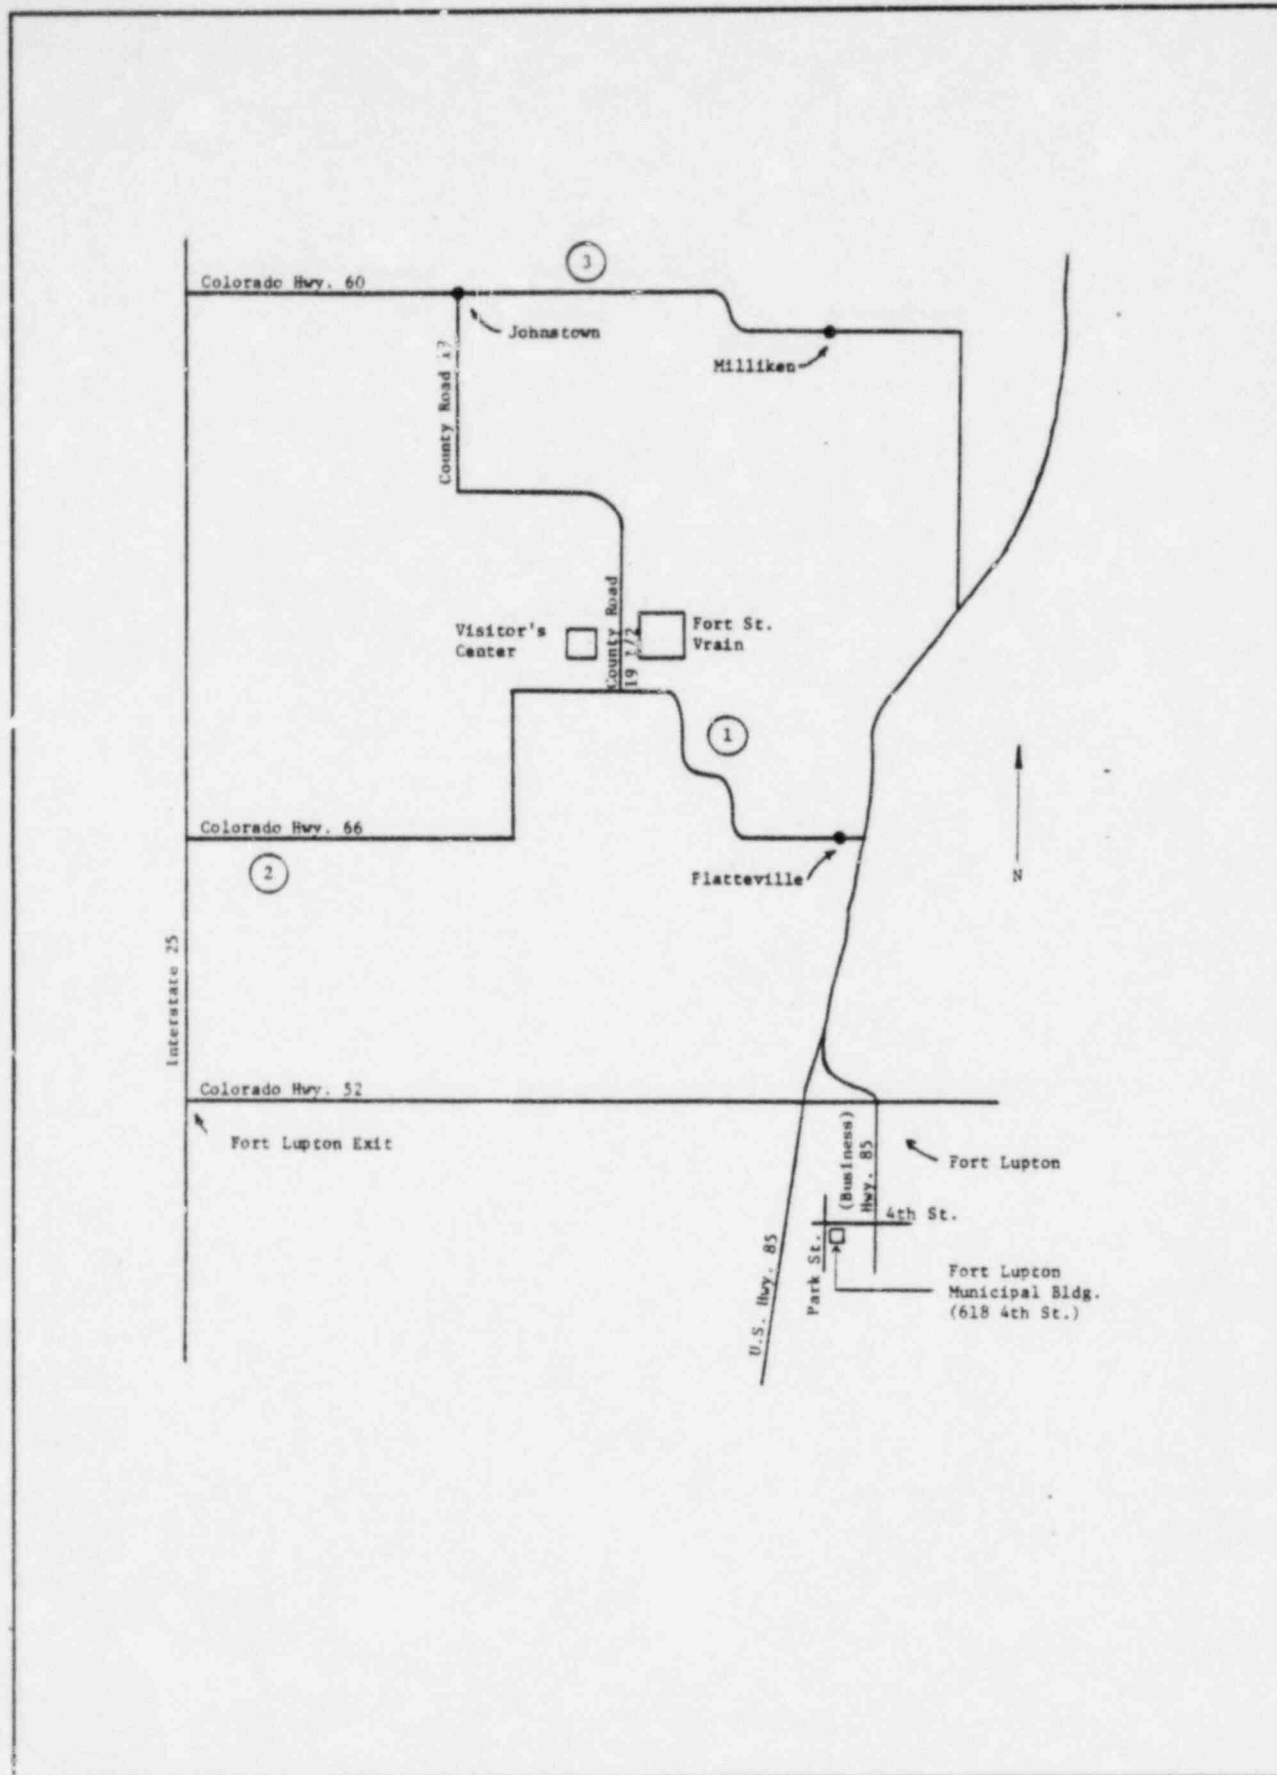 3
Colorado Hwy. 60
Johnstown
Milliken
County Road 17
County Road
19 1/2
Visitor's
Center
Fort St.
Vrain
1
Colorado Hwy. 66
2
Platteville
N
Interstate 25
Colorado Hwy. 52
Fort Lupton Exit
(Business)
Hwy. 85
Fort Lupton
4th St.
Park St.
U.S. Hwy. 85
Fort Lupton
Municipal Bldg.
(618 4th St.)